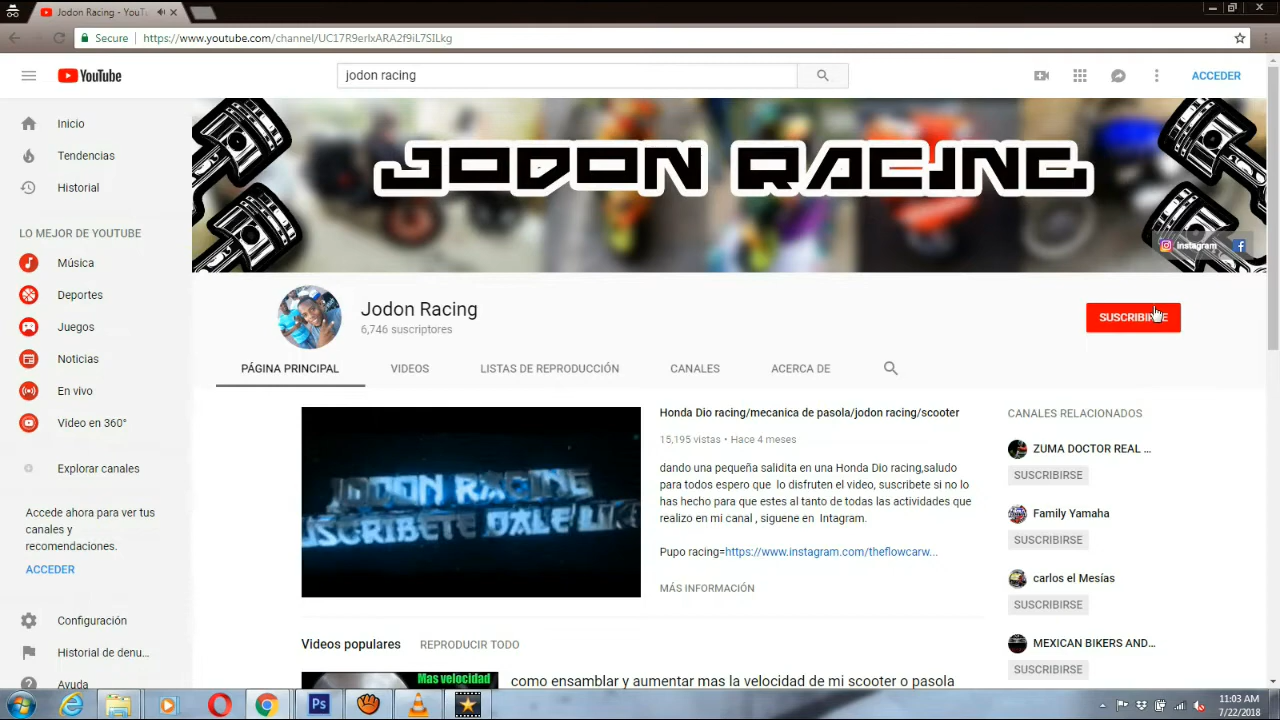 Jodon Racing - YouT
Secure https://www.youtube.com/channel/UC17R9erlxARA2f9iL7SILkg
YouTube
jodon racing
ACCEDER
Inicio
Tendencias
Historial
LO MEJOR DE YOUTUBE
Música
Deportes
Juegos
Noticias
En vivo
Video en 360°
Explorar canales
Accede ahora para ver tus
canales y
recomendaciones.
ACCEDER
Configuración
Historial de denu...
Ayuda
JODON RACING
Instagram
Jodon Racing
6,746 suscriptores
SUSCRIBIRSE
PÁGINA PRINCIPAL VIDEOS LISTAS DE REPRODUCCIÓN CANALES ACERCA DE
JODON RACING
USCRIBETE DALE LIKE
Honda Dio racing/mecanica de pasola/jodon racing/scooter
15,195 vistas • Hace 4 meses
dando una pequeña salidita en una Honda Dio racing,saludo
para todos espero que lo disfruten el video, suscribete si no lo
has hecho para que estes al tanto de todas las actividades que
realizo en mi canal , siguene en Intagram.
Pupo racing=https://www.instagram.com/theflowcarw...
MÁS INFORMACIÓN
CANALES RELACIONADOS
ZUMA DOCTOR REAL ...
SUSCRIBIRSE
Family Yamaha
SUSCRIBIRSE
carlos el Mesías
SUSCRIBIRSE
MEXICAN BIKERS AND...
SUSCRIBIRSE
Videos populares REPRODUCIR TODO
Mas velocidad
como ensamblar y aumentar mas la velocidad de mi scooter o pasola
Ps
11:03 AM
7/22/2018